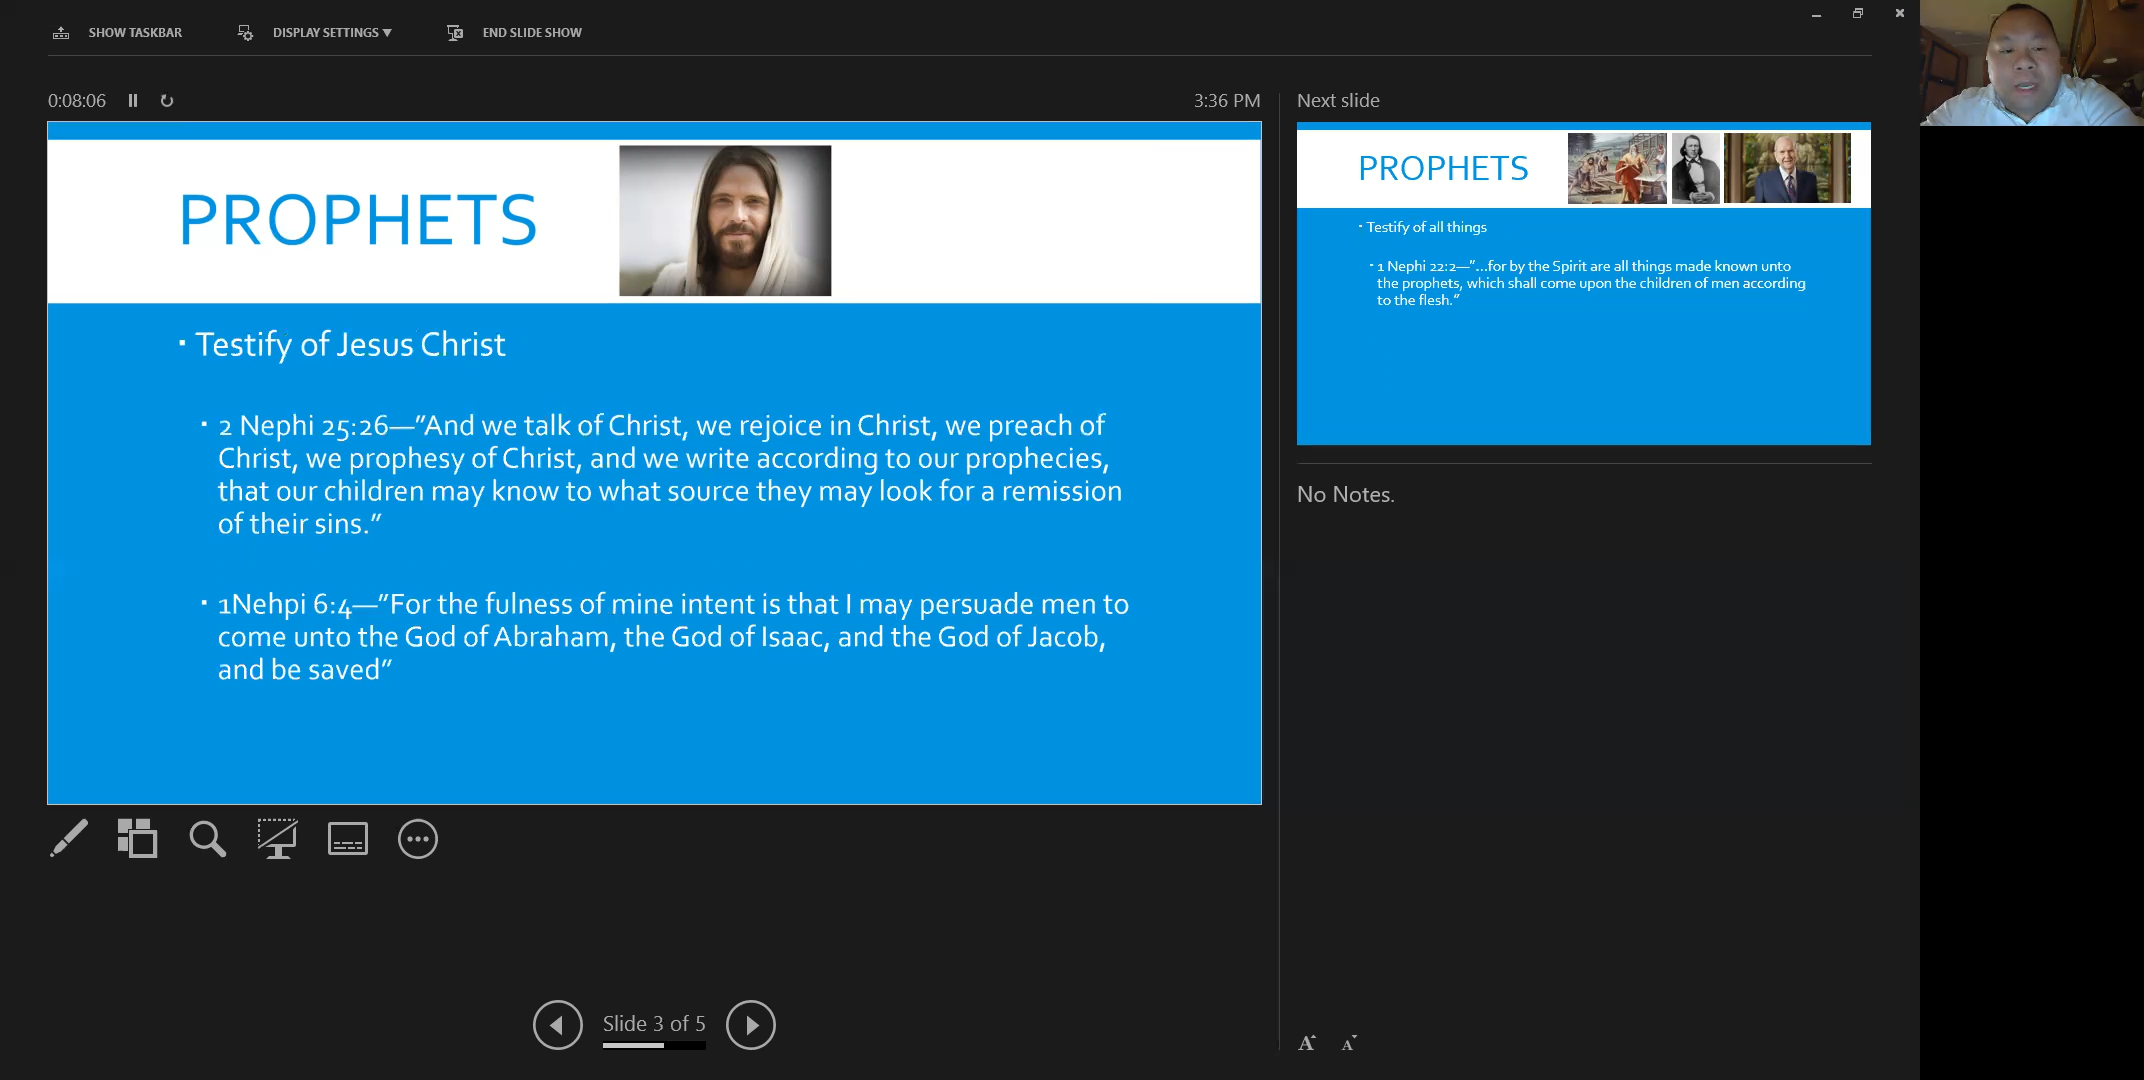 SHOW TASKBAR
DISPLAY SETTINGS
END SLIDE SHOW
0:08:06
3:36 PM
PROPHETS
Testify of Jesus Christ
2 Nephi 25:26—"And we talk of Christ, we rejoice in Christ, we preach of
Christ, we prophesy of Christ, and we write according to our prophecies,
that our children may know to what source they may look for a remission
of their sins."
1Nehpi 6:4—"For the fulness of mine intent is that I may persuade men to
come unto the God of Abraham, the God of Isaac, and the God of Jacob,
and be saved"
Slide 3 of 5
Next slide
PROPHETS
Testify of all things
1 Nephi 22:2—"...for by the Spirit are all things made known unto
the prophets, which shall come upon the children of men according
to the flesh."
No Notes.
A A